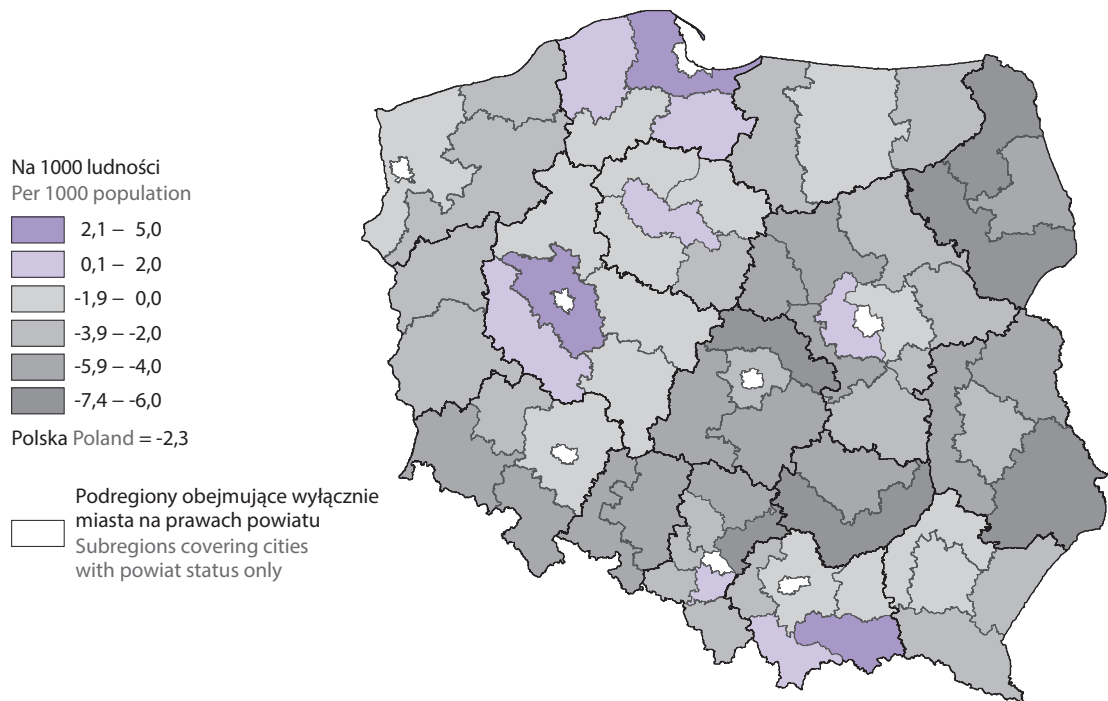 Na 1000 ludności
Per 1000 population
2,1 – 5,0
0,1 – 2,0
-1,9 – 0,0
-3,9 – -2,0
-5,9 – -4,0
-7,4 – -6,0
Polska Poland = -2,3
Podregiony obejmujące wyłącznie
miasta na prawach powiatu
Subregions covering cities
with powiat status only